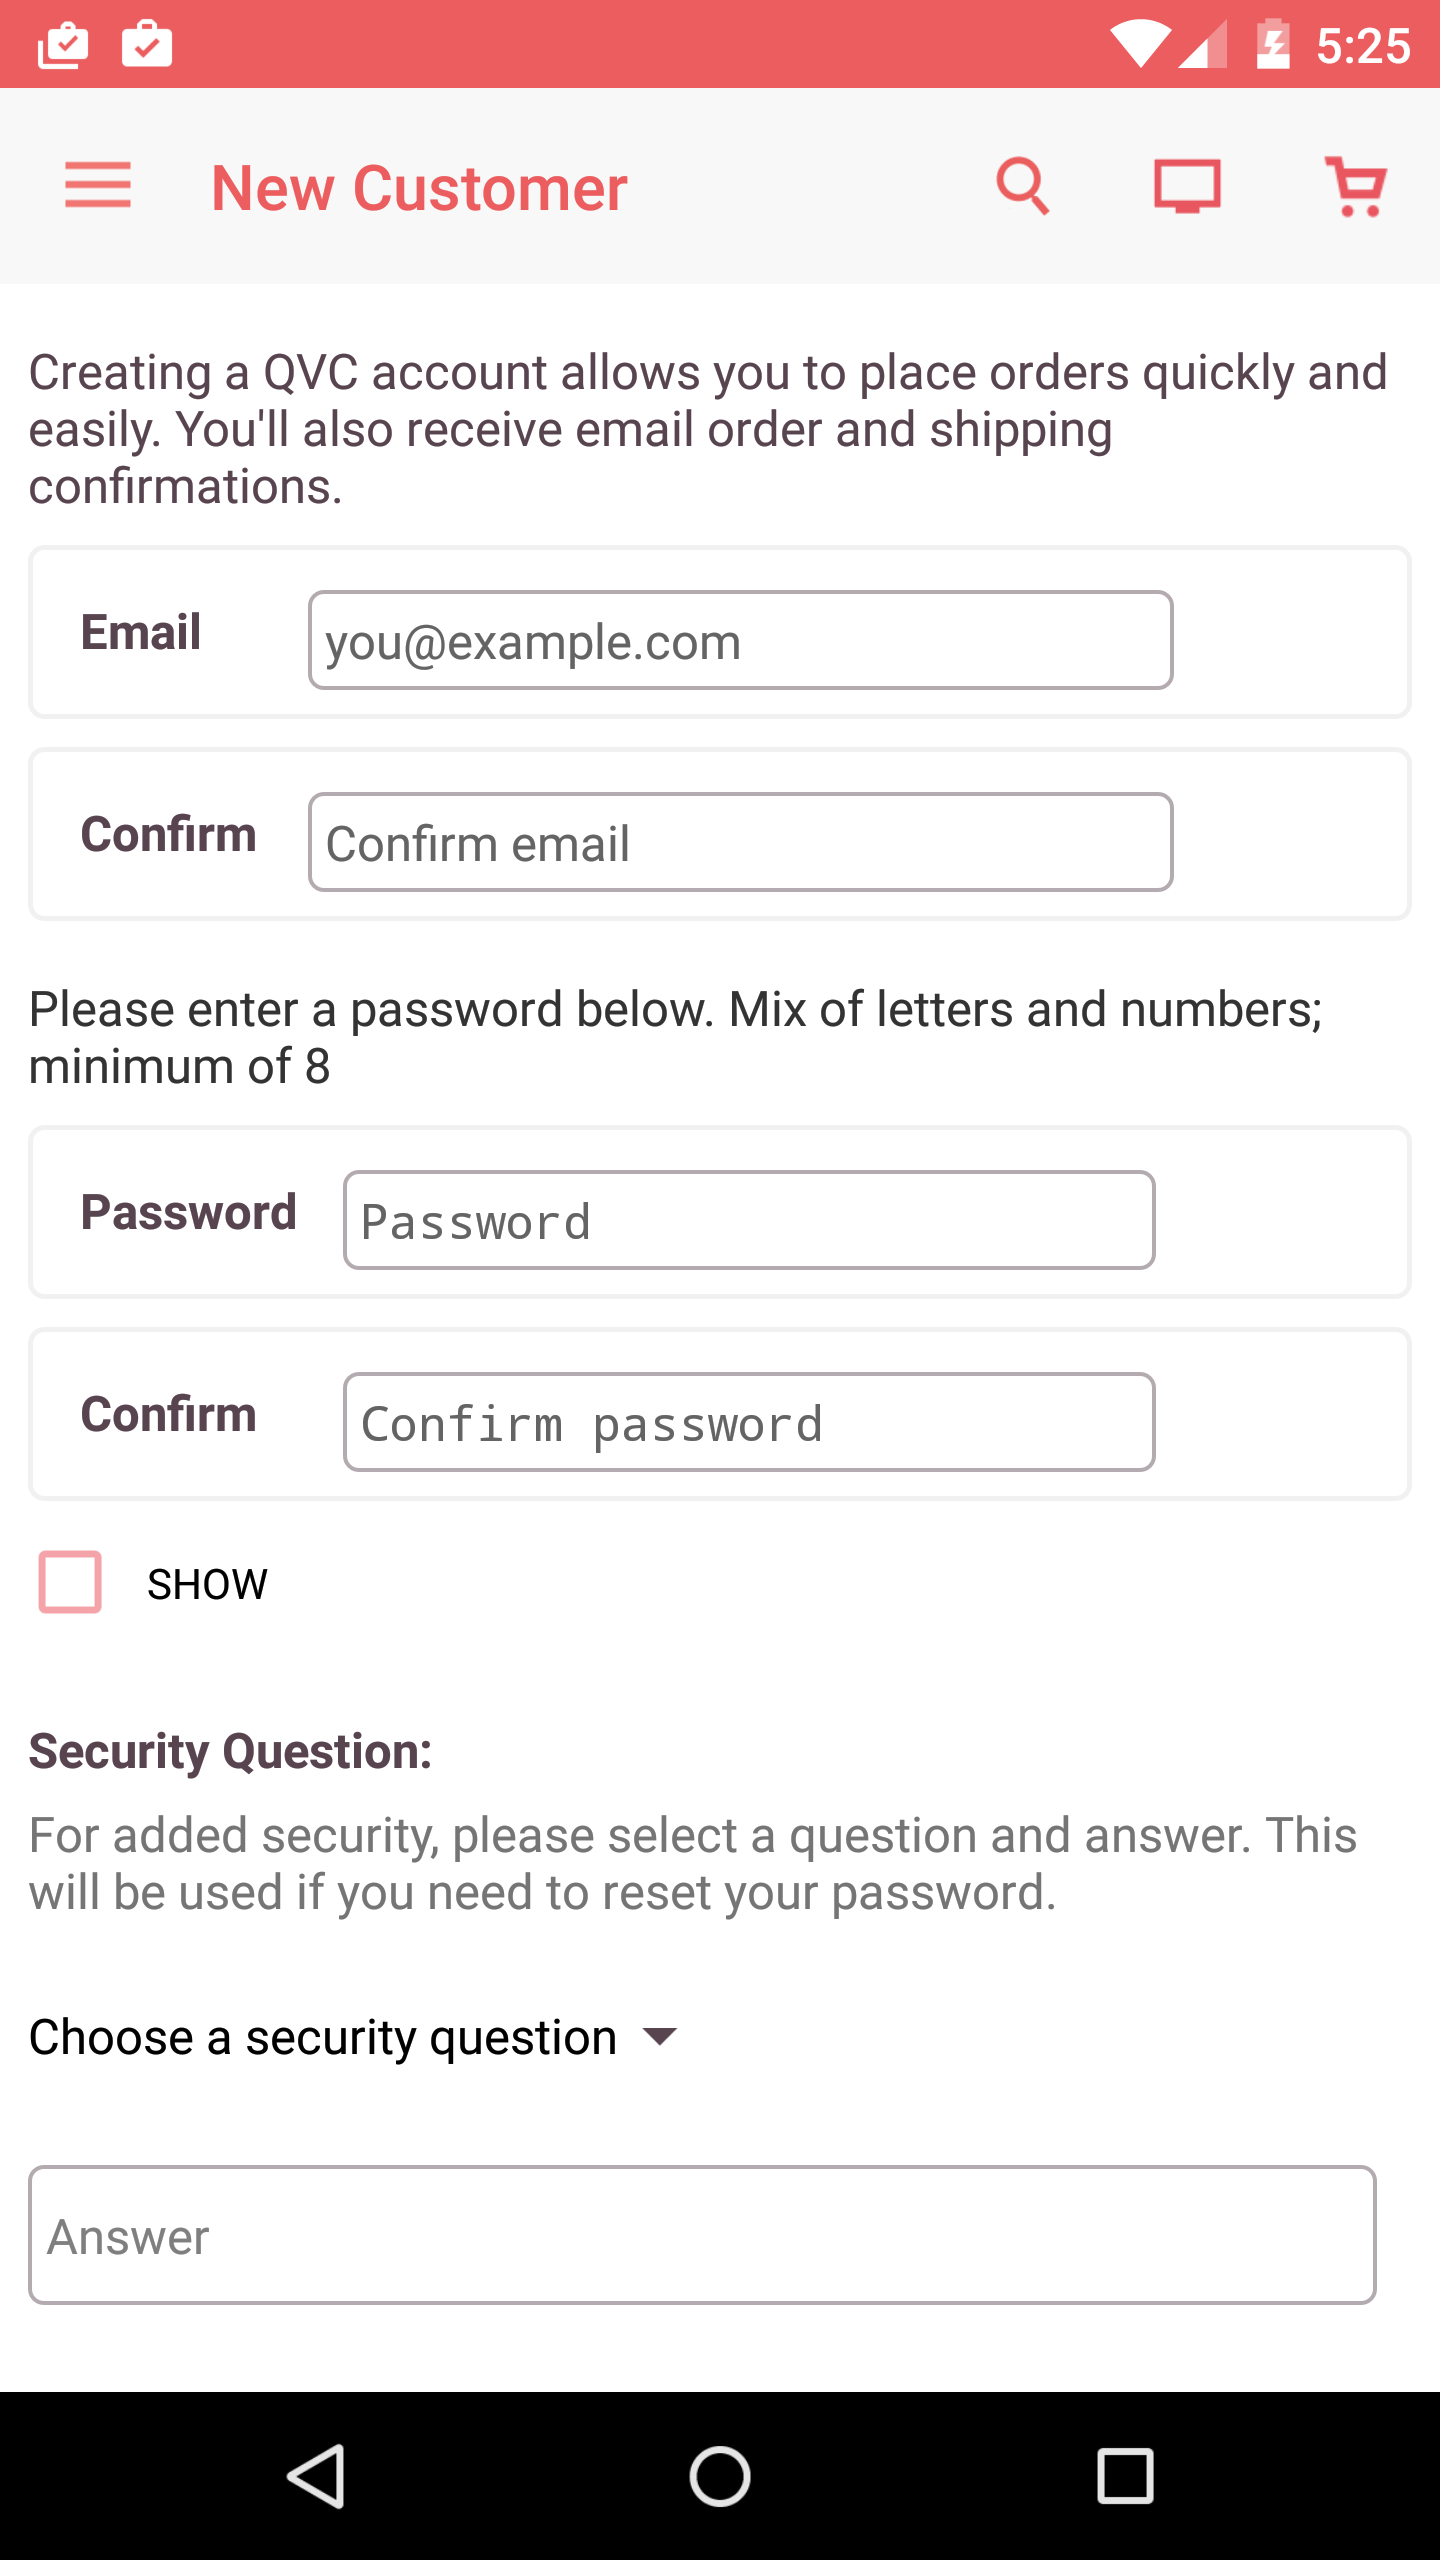 5:25
New Customer
Creating a QVC account allows you to place orders quickly and
easily. You'll also receive email order and shipping
confirmations.
Email
you@example.com
Confirm
Confirm email
Please enter a password below. Mix of letters and numbers;
minimum of 8
Password
Password
Confirm
Confirm password
SHOW
Security Question:
For added security, please select a question and answer. This
will be used if you need to reset your password.
Choose a security question
Answer